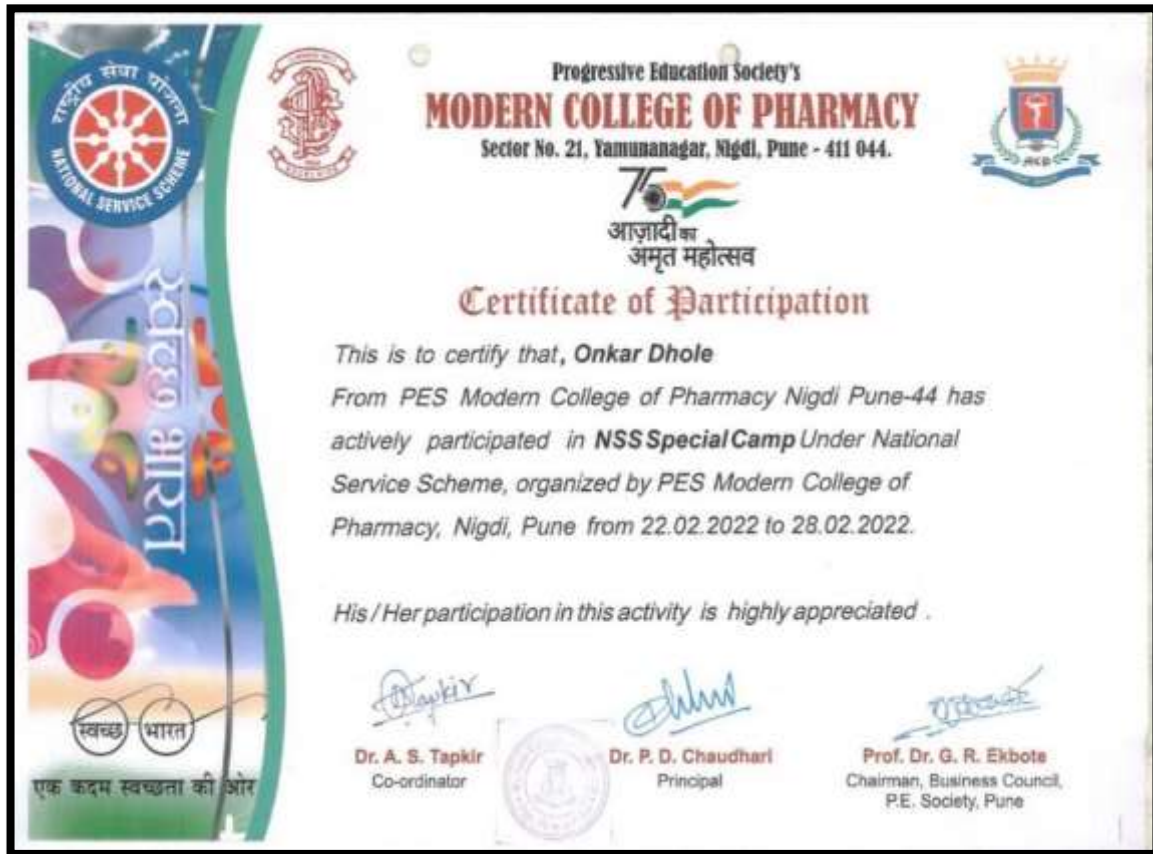 राष्ट्रीय सेवा योजना
NATIONAL SERVICE SCHEME
Progressive Education Society's
MODERN COLLEGE OF PHARMACY
Sector No. 21, Yamunanagar, Nigdi, Pune - 411 044.
75
आज़ादी का
अमृत महोत्सव
Certificate of Participation
This is to certify that, Onkar Dhole
From PES Modern College of Pharmacy Nigdi Pune-44 has
actively participated in NSS Special Camp Under National
Service Scheme, organized by PES Modern College of
Pharmacy, Nigdi, Pune from 22.02.2022 to 28.02.2022.
His / Her participation in this activity is highly appreciated .
स्वच्छ भारत
स्वच्छ भारत
एक कदम स्वच्छता की ओर
Tapkir
Dr. A. S. Tapkir
Co-ordinator
Dr. P. D. Chaudhari
Principal
Prof. Dr. G. R. Ekbote
Chairman, Business Council,
P.E. Society, Pune